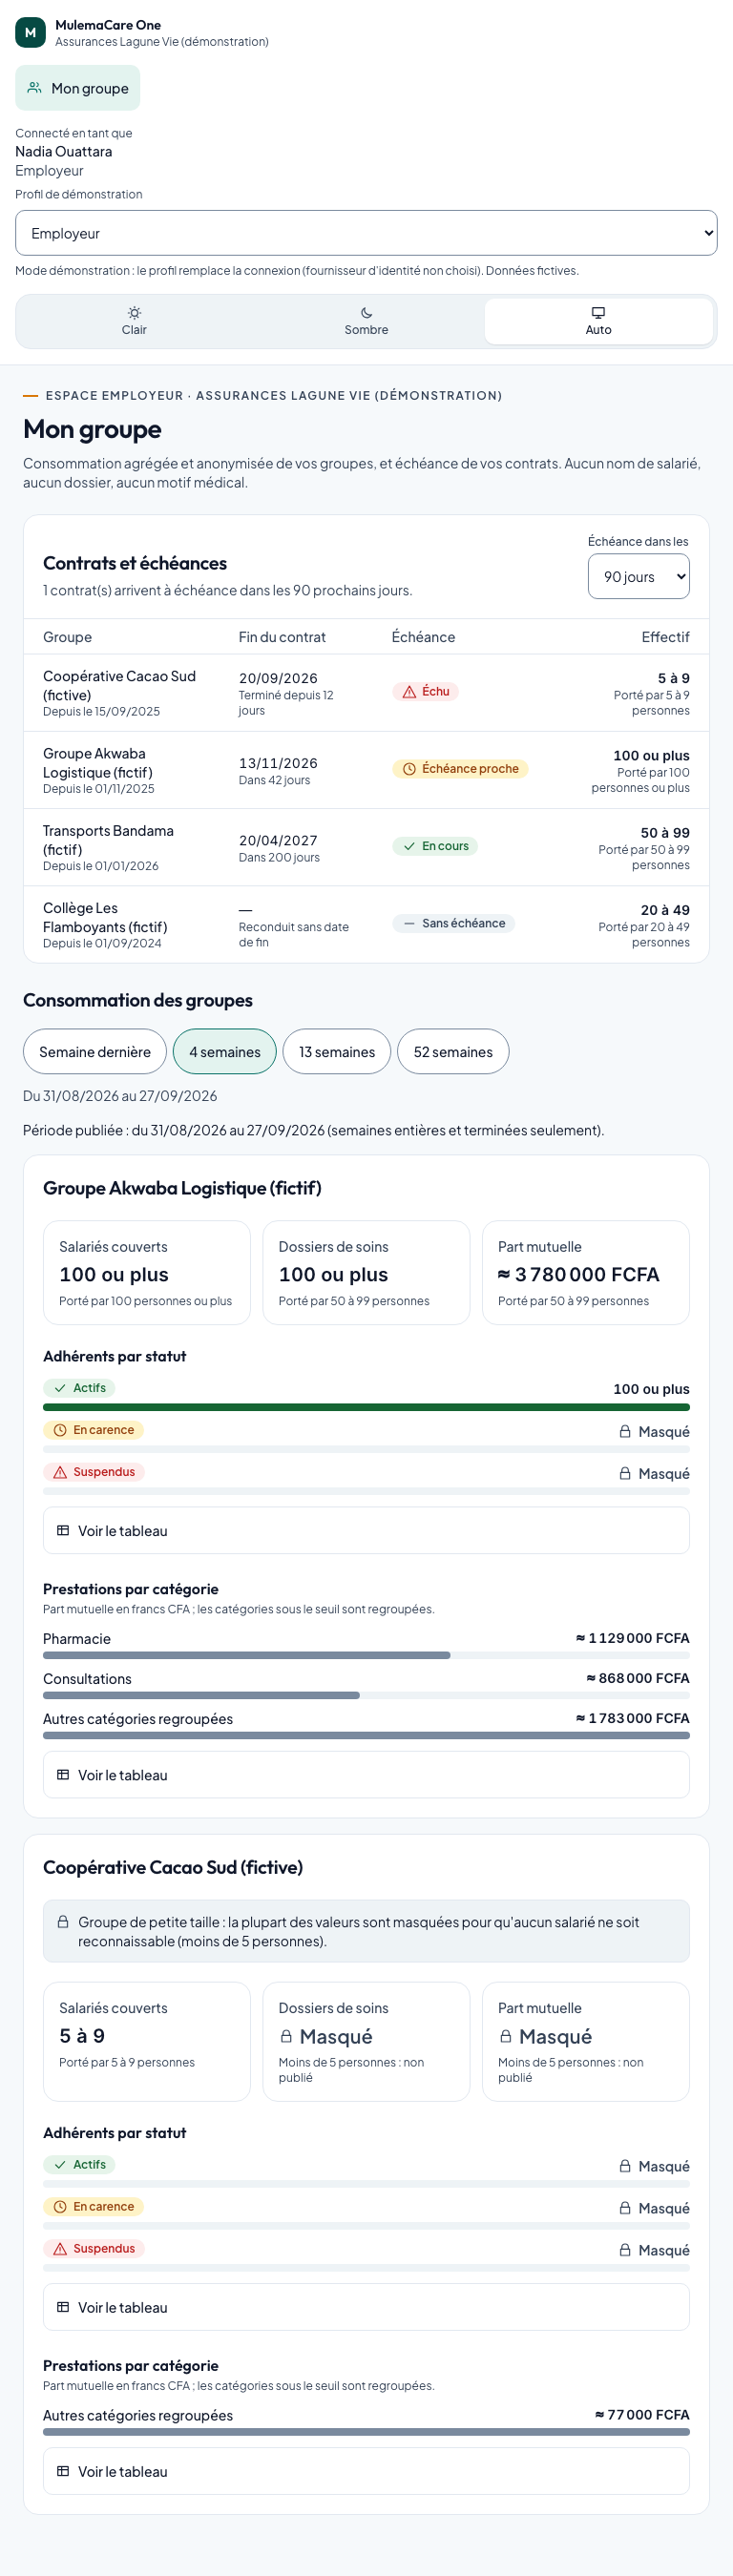 M
MulemaCare One
Assurances Lagune Vie (démonstration)
Mon groupe
Connecté en tant que
Nadia Ouattara
Employeur
Profil de démonstration
Employeur
Mode démonstration : le profil remplace la connexion (fournisseur d'identité non choisi). Données fictives.
Clair
Sombre
Auto
ESPACE EMPLOYEUR · ASSURANCES LAGUNE VIE (DÉMONSTRATION)
Mon groupe
Consommation agrégée et anonymisée de vos groupes, et échéance de vos contrats. Aucun nom de salarié,
aucun dossier, aucun motif médical.
Contrats et échéances
1 contrat(s) arrivent à échéance dans les 90 prochains jours.
Échéance dans les
90 jours
Groupe Fin du contrat Échéance Effectif
Coopérative Cacao Sud
(fictive)
Depuis le 15/09/2025
20/09/2026
Terminé depuis 12
jours
Échu
5 à 9
Porté par 5 à 9
personnes
Groupe Akwaba
Logistique (fictif)
Depuis le 01/11/2025
13/11/2026
Dans 42 jours
Échéance proche
100 ou plus
Porté par 100
personnes ou plus
Transports Bandama
(fictif)
Depuis le 01/01/2026
20/04/2027
Dans 200 jours
En cours
50 à 99
Porté par 50 à 99
personnes
Collège Les
Flamboyants (fictif)
Depuis le 01/09/2024
—
Reconduit sans date
de fin
Sans échéance
20 à 49
Porté par 20 à 49
personnes
Consommation des groupes
Semaine dernière
4 semaines
13 semaines
52 semaines
Du 31/08/2026 au 27/09/2026
Période publiée : du 31/08/2026 au 27/09/2026 (semaines entières et terminées seulement).
Groupe Akwaba Logistique (fictif)
Salariés couverts
100 ou plus
Porté par 100 personnes ou plus
Dossiers de soins
100 ou plus
Porté par 50 à 99 personnes
Part mutuelle
≈ 3 780 000 FCFA
Porté par 50 à 99 personnes
Adhérents par statut
Actifs 100 ou plus
En carence Masqué
Suspendus Masqué
Voir le tableau
Prestations par catégorie
Part mutuelle en francs CFA ; les catégories sous le seuil sont regroupées.
Pharmacie ≈ 1 129 000 FCFA
Consultations ≈ 868 000 FCFA
Autres catégories regroupées ≈ 1 783 000 FCFA
Voir le tableau
Coopérative Cacao Sud (fictive)
Groupe de petite taille : la plupart des valeurs sont masquées pour qu'aucun salarié ne soit
reconnaissable (moins de 5 personnes).
Salariés couverts
5 à 9
Porté par 5 à 9 personnes
Dossiers de soins
Masqué
Moins de 5 personnes : non
publié
Part mutuelle
Masqué
Moins de 5 personnes : non
publié
Adhérents par statut
Actifs Masqué
En carence Masqué
Suspendus Masqué
Voir le tableau
Prestations par catégorie
Part mutuelle en francs CFA ; les catégories sous le seuil sont regroupées.
Autres catégories regroupées ≈ 77 000 FCFA
Voir le tableau